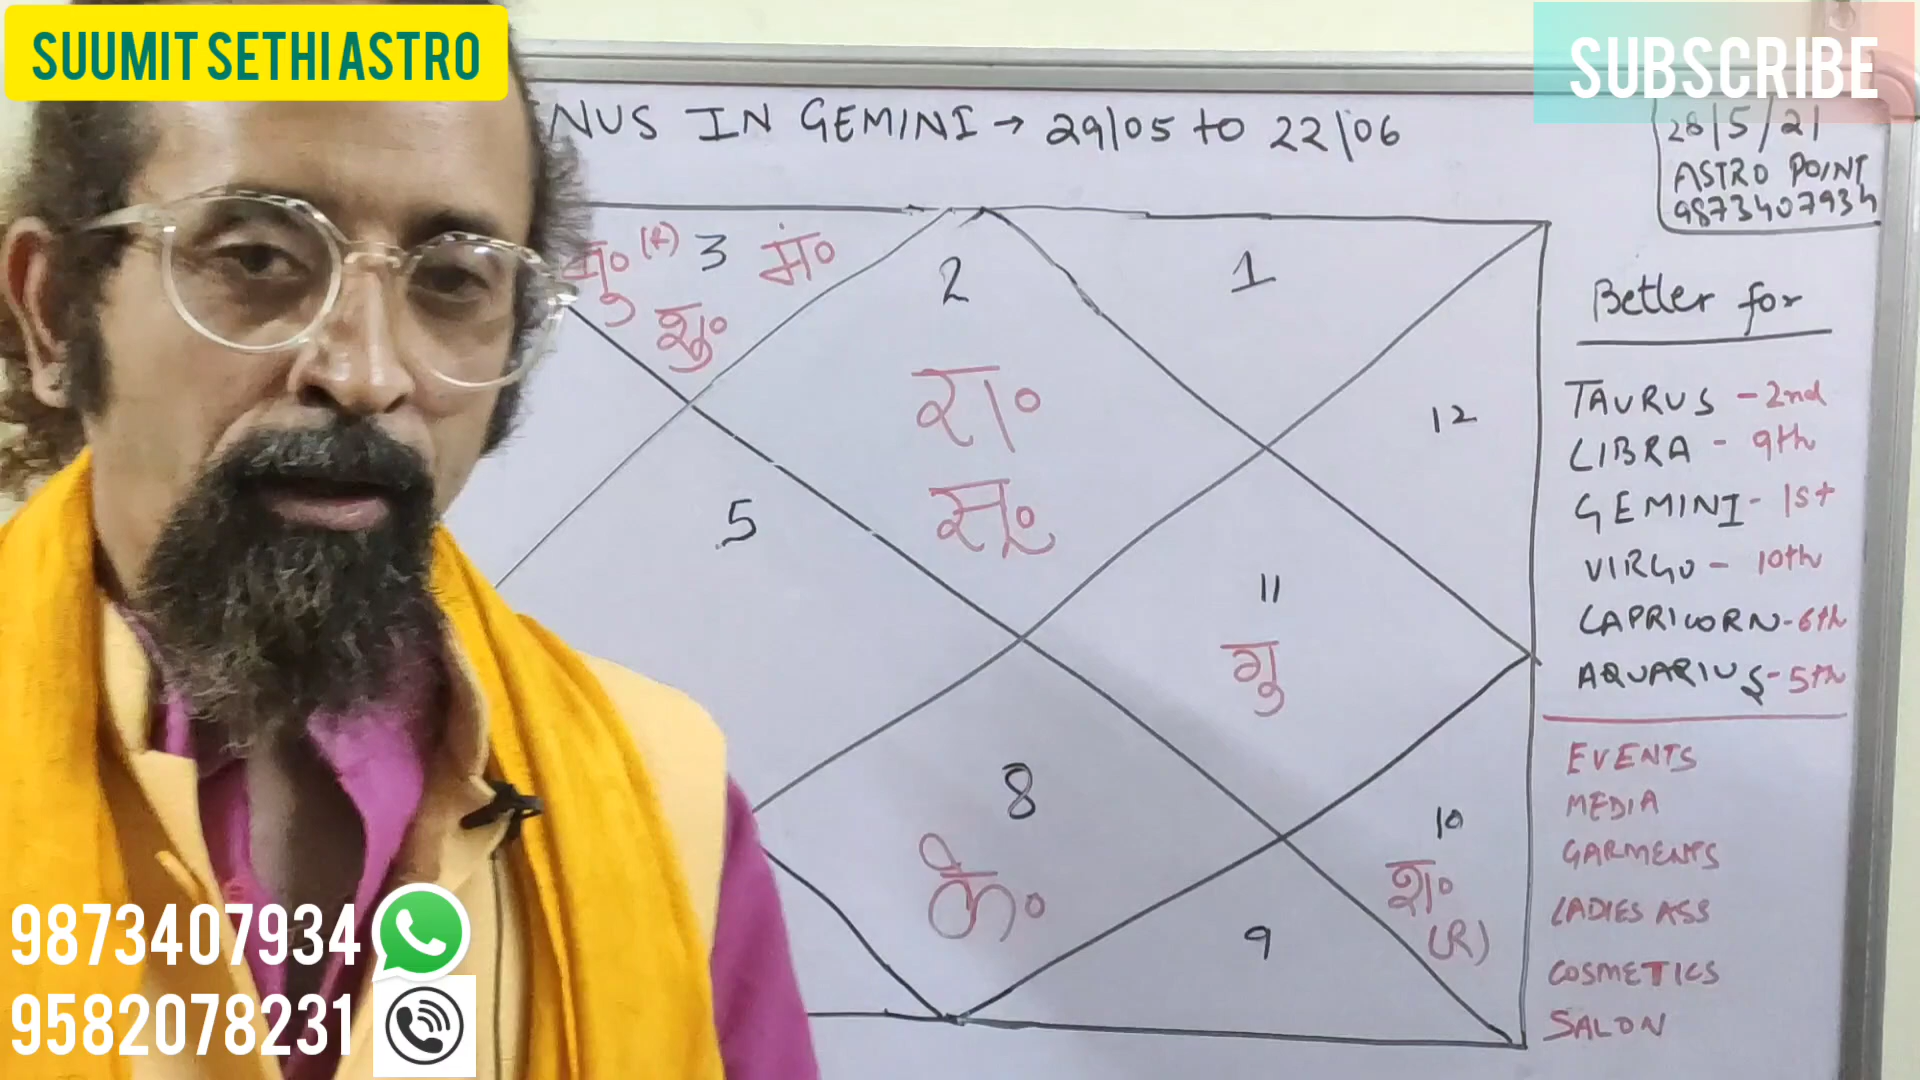 SUUMIT SETHI ASTRO
SUBSCRIBE
NUS IN GEMINI → 29/05 to 22/06
28/5/21
ASTRO POINT
9873407934
बु० (R) 3 मं०
शु०
2
रा०
सू०
1
12
5
11
गु
8
के०
9
10
श०
(R)
Better for
TAURUS - 2nd
LIBRA - 9th
GEMINI - 1st
VIRGO - 10th
CAPRICORN - 6th
AQUARIUS - 5th
EVENTS
MEDIA
GARMENTS
LADIES ASS
COSMETICS
SALON
9873407934
9582078231